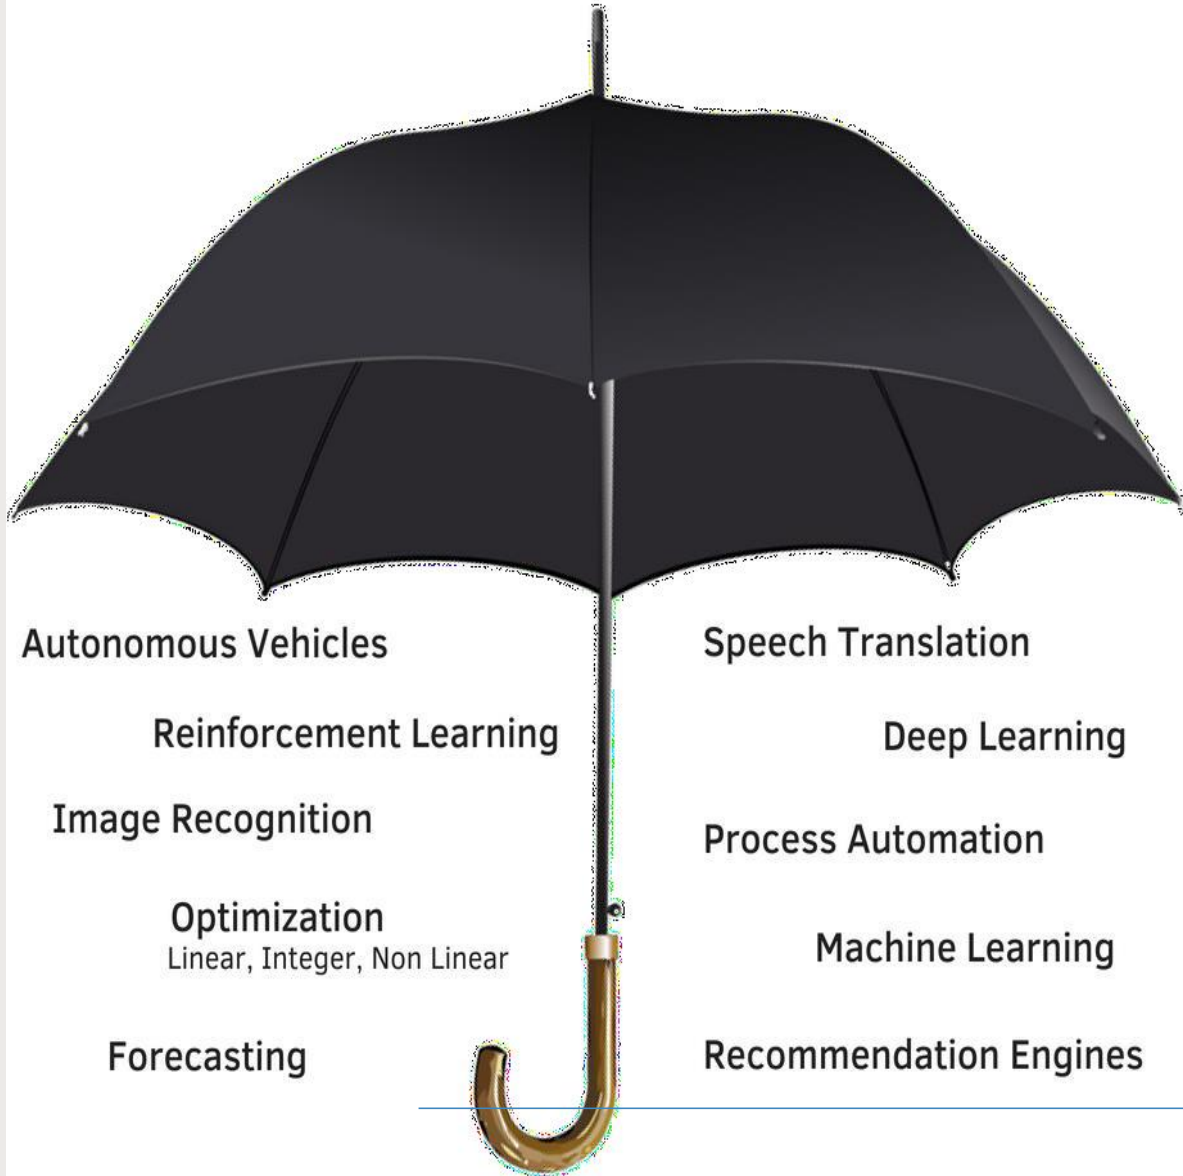 Autonomous Vehicles
Speech Translation
Reinforcement Learning
Deep Learning
Image Recognition
Process Automation
Optimization
Linear, Integer, Non Linear
Machine Learning
Forecasting
Recommendation Engines